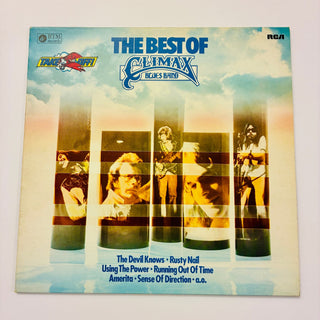 BTM
THE BEST OF
RCA
TAKE OFF!
CLIMAX
BLUES BAND
The Devil Knows · Rusty Nail
Using The Power · Running Out Of Time
Amerita · Sense Of Direction · a.o.